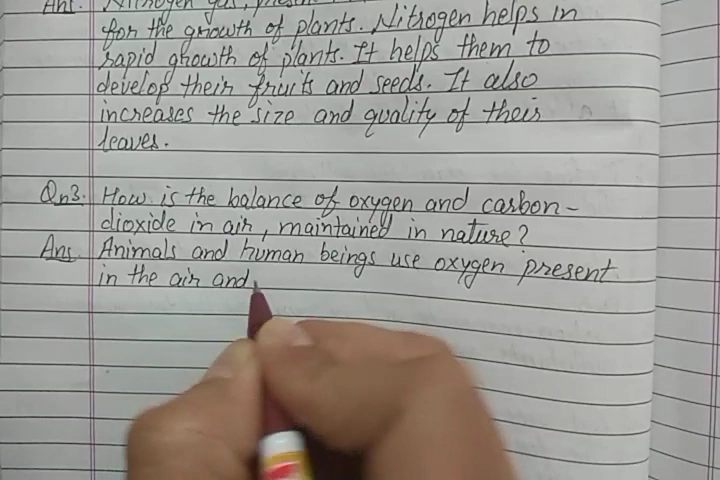 Ans. Nitrogen gas,
for the growth of plants. Nitrogen helps in
rapid growth of plants. It helps them to
develop their fruits and seeds. It also
increases the size and quality of their
leaves.
Qn3. How is the balance of oxygen and carbon-
dioxide in air, maintained in nature?
Ans. Animals and human beings use oxygen present
in the air and